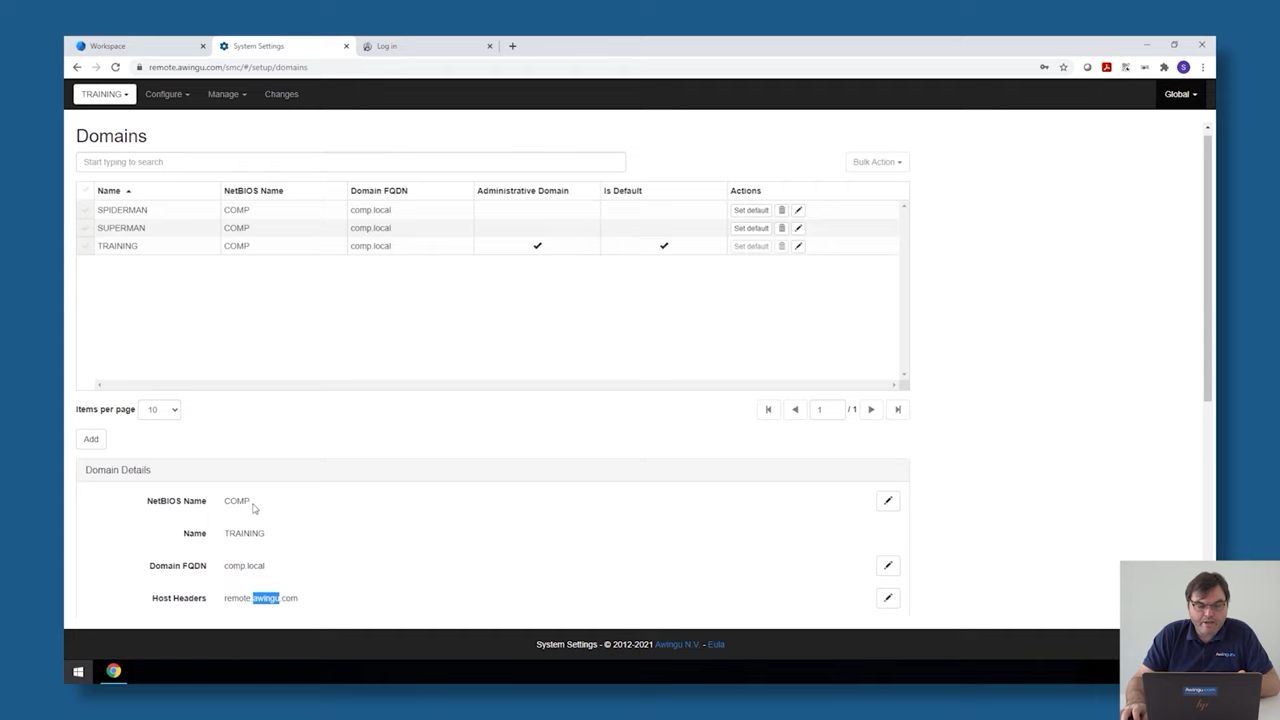 Workspace
System Settings
Log in
remote.awingu.com/smc/#/setup/domains
S
TRAINING Configure Manage Changes Global
Domains
Start typing to search
Bulk Action
Name NetBIOS Name Domain FQDN Administrative Domain Is Default Actions
SPIDERMAN COMP comp.local Set default
SUPERMAN COMP comp.local Set default
TRAINING COMP comp.local Set default
Items per page 10 1 / 1
Add
Domain Details
NetBIOS Name COMP
Name TRAINING
Domain FQDN comp.local
Host Headers remote.awingu.com
System Settings - © 2012-2021 Awingu N.V. - Eula
Awingu.com
hp